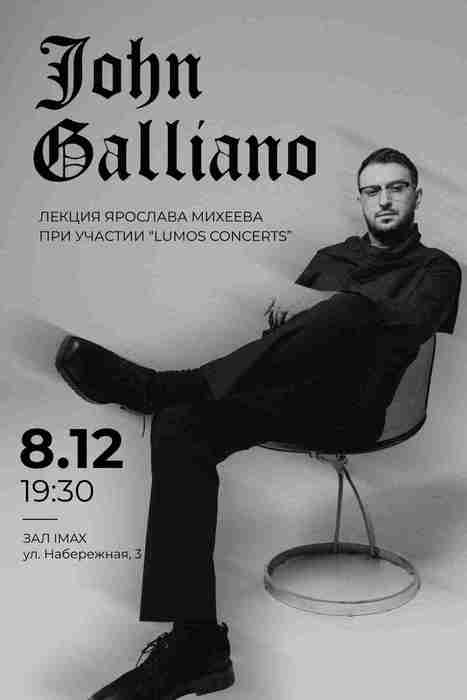 John
Galliano
ЛЕКЦИЯ ЯРОСЛАВА МИХЕЕВА
ПРИ УЧАСТИИ "LUMOS CONCERTS"
8.12
19:30
ЗАЛ IMAX
ул. Набережная, 3